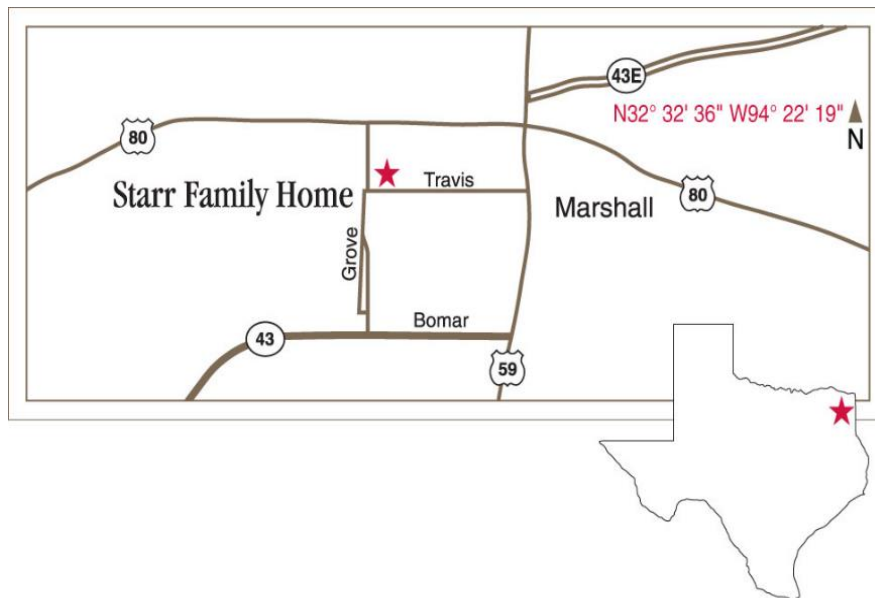 43E
N32° 32' 36" W94° 22' 19"
N
80
Starr Family Home
Travis
Marshall
80
Grove
Bomar
43
59